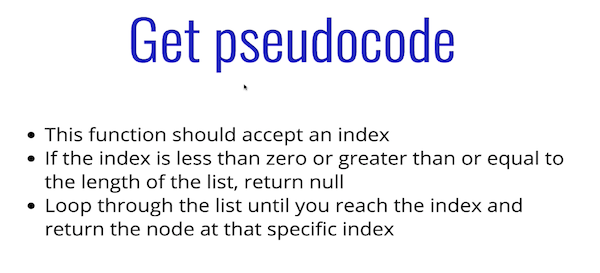 Get pseudocode
• This function should accept an index
• If the index is less than zero or greater than or equal to
the length of the list, return null
• Loop through the list until you reach the index and
return the node at that specific index